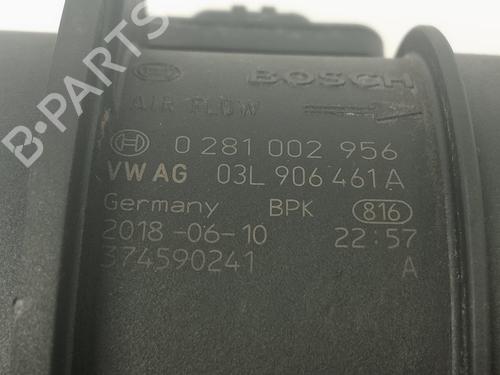 BOSCH
AIR FLOW
0 281 002 956
VW AG 03L 906 461 A
Germany BPK 816
2018-06-10 22:57
374590241 A